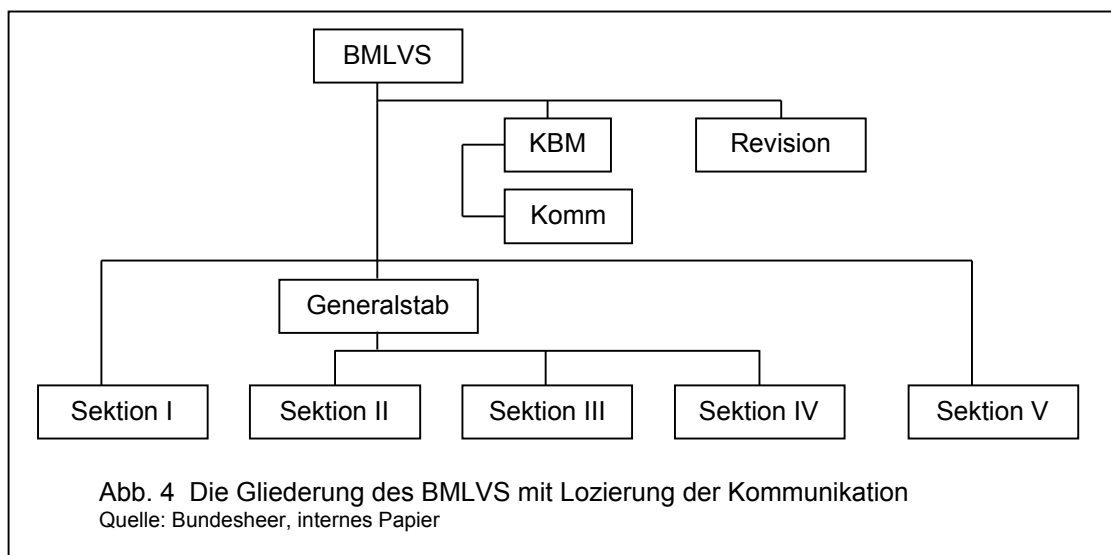 BMLVS
KBM
Revision
Komm
Generalstab
Sektion I
Sektion II
Sektion III
Sektion IV
Sektion V
Abb. 4 Die Gliederung des BMLVS mit Lozierung der Kommunikation
Quelle: Bundesheer, internes Papier